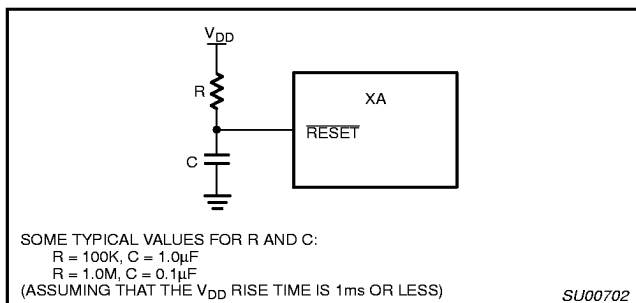 VDD
R
XA
RESET
C
SOME TYPICAL VALUES FOR R AND C:
R = 100K, C = 1.0µF
R = 1.0M, C = 0.1µF
(ASSUMING THAT THE VDD RISE TIME IS 1ms OR LESS)
SU00702